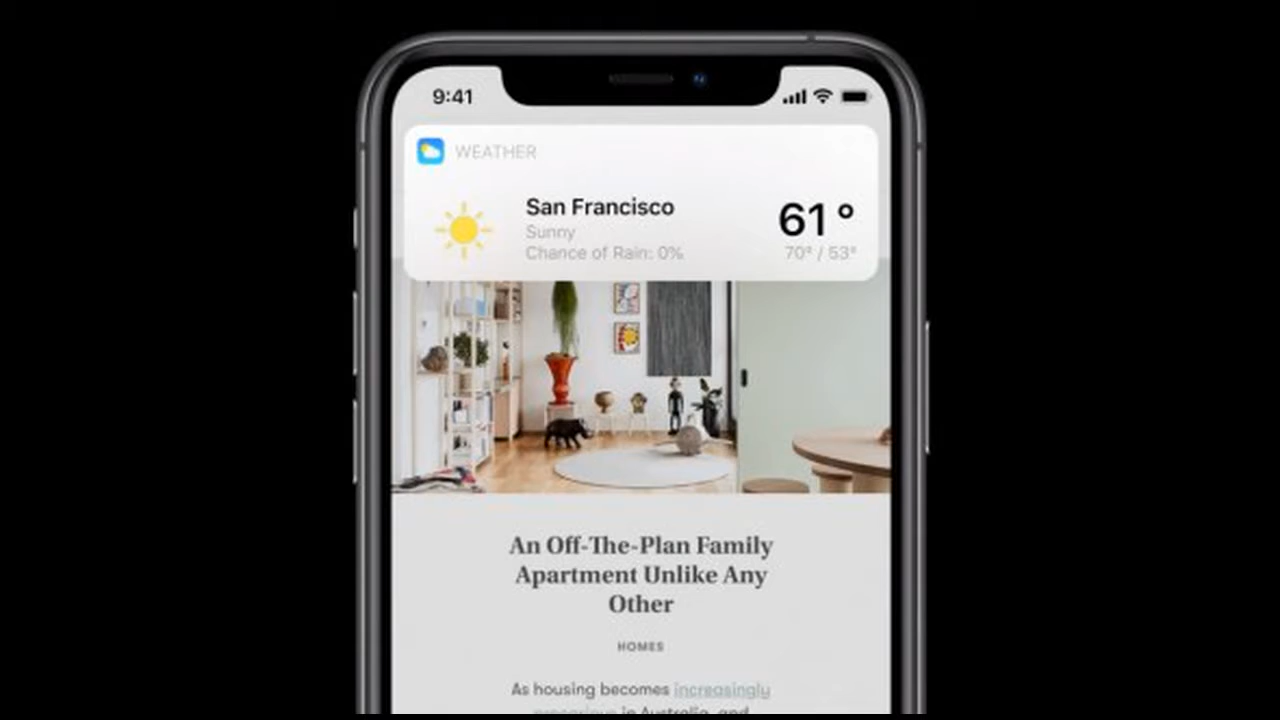 9:41
WEATHER
San Francisco
61°
Sunny
Chance of Rain: 0%
70° / 53°
An Off-The-Plan Family
Apartment Unlike Any
Other
HOMES
As housing becomes increasingly
precarious in Australia, and